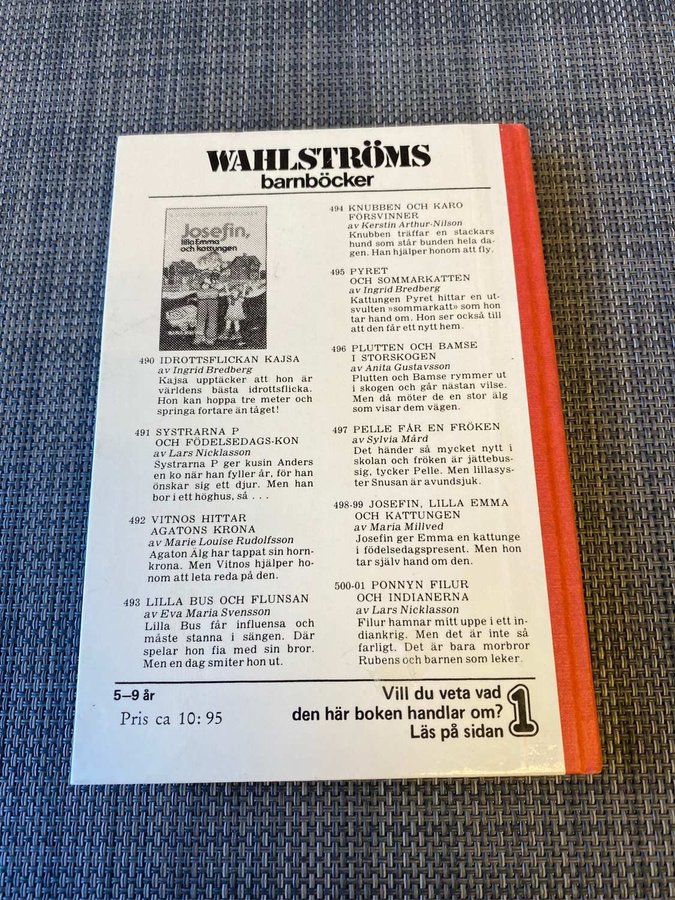 WAHLSTRÖMS
barnböcker
Josefin,
lilla Emma
och kattungen
490 IDROTTSFLICKAN KAJSA
av Ingrid Bredberg
Kajsa upptäcker att hon är
världens bästa idrottsflicka.
Hon kan hoppa tre meter och
springa fortare än tåget!
491 SYSTRARNA P
OCH FÖDELSEDAGS-KON
av Lars Nicklasson
Systrarna P ger kusin Anders
en ko när han fyller år, för han
önskar sig ett djur. Men han
bor i ett höghus, så . . .
492 VITNOS HITTAR
AGATONS KRONA
av Marie Louise Rudolfsson
Agaton Älg har tappat sin horn-
krona. Men Vitnos hjälper ho-
nom att leta reda på den.
493 LILLA BUS OCH FLUNSAN
av Eva Maria Svensson
Lilla Bus får influensa och
måste stanna i sängen. Där
spelar hon fia med sin bror.
Men en dag smiter hon ut.
494 KNUBBEN OCH KARO
FÖRSVINNER
av Kerstin Arthur-Nilson
Knubben träffar en stackars
hund som står bunden hela da-
gen. Han hjälper honom att fly.
495 PYRET
OCH SOMMARKATTEN
av Ingrid Bredberg
Kattungen Pyret hittar en ut-
svulten »sommarkatt» som hon
tar hand om. Hon ser också till
att den får ett nytt hem.
496 PLUTTEN OCH BAMSE
I STORSKOGEN
av Anita Gustavsson
Plutten och Bamse rymmer ut
i skogen och går nästan vilse.
Men då möter de en stor älg
som visar dem vägen.
497 PELLE FÅR EN FRÖKEN
av Sylvia Mård
Det händer så mycket nytt i
skolan och fröken är jättebus-
sig, tycker Pelle. Men lillasys-
ter Snusan är avundsjuk.
498-99 JOSEFIN, LILLA EMMA
OCH KATTUNGEN
av Maria Millved
Josefin ger Emma en kattunge
i födelsedagspresent. Men hon
tar själv hand om den.
500-01 PONNYN FILUR
OCH INDIANERNA
av Lars Nicklasson
Filur hamnar mitt uppe i ett in-
diankrig. Men det är inte så
farligt. Det är bara morbror
Rubens och barnen som leker.
5–9 år
Pris ca 10: 95
Vill du veta vad
den här boken handlar om?
Läs på sidan 1